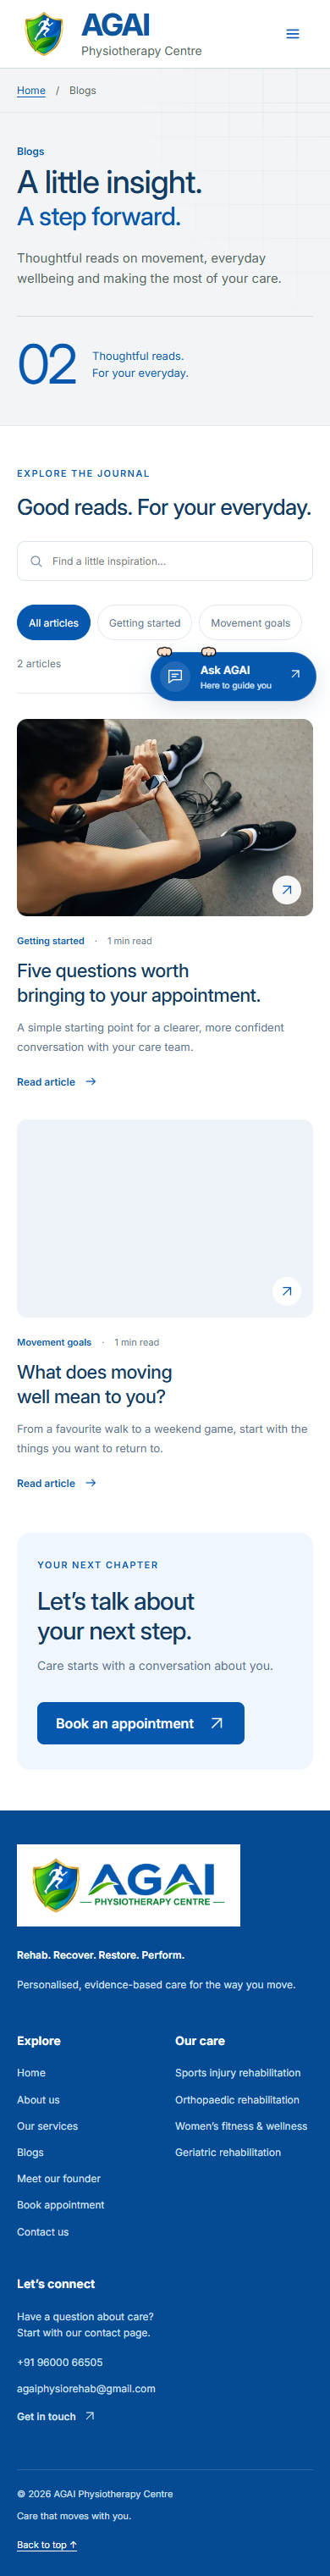 AGAI
Physiotherapy Centre
Home / Blogs
Blogs
A little insight.
A step forward.
Thoughtful reads on movement, everyday
wellbeing and making the most of your care.
02
Thoughtful reads.
For your everyday.
EXPLORE THE JOURNAL
Good reads. For your everyday.
Find a little inspiration...
All articles
Getting started
Movement goals
2 articles
Ask AGAI
Here to guide you
Getting started · 1 min read
Five questions worth
bringing to your appointment.
A simple starting point for a clearer, more confident
conversation with your care team.
Read article →
Movement goals · 1 min read
What does moving
well mean to you?
From a favourite walk to a weekend game, start with the
things you want to return to.
Read article →
YOUR NEXT CHAPTER
Let’s talk about
your next step.
Care starts with a conversation about you.
Book an appointment
AGAI
PHYSIOTHERAPY CENTRE
Rehab. Recover. Restore. Perform.
Personalised, evidence-based care for the way you move.
Explore
Home
About us
Our services
Blogs
Meet our founder
Book appointment
Contact us
Our care
Sports injury rehabilitation
Orthopaedic rehabilitation
Women’s fitness & wellness
Geriatric rehabilitation
Let’s connect
Have a question about care?
Start with our contact page.
+91 96000 66505
agaiphysiorehab@gmail.com
Get in touch
© 2026 AGAI Physiotherapy Centre
Care that moves with you.
Back to top ↑